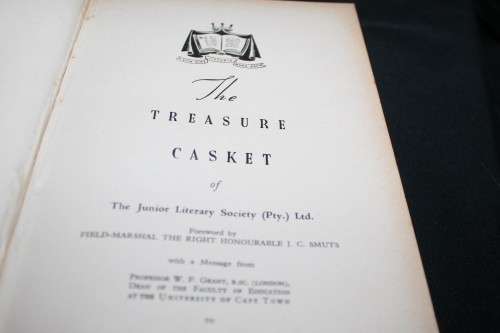 The
TREASURE
CASKET
of
The Junior Literary Society (Pty.) Ltd.
Foreword by
FIELD-MARSHAL THE RIGHT HONOURABLE J. C. SMUTS
with a Message from
PROFESSOR W. F. GRANT, B.SC. (LONDON),
DEAN OF THE FACULTY OF EDUCATION
AT THE UNIVERSITY OF CAPE TOWN